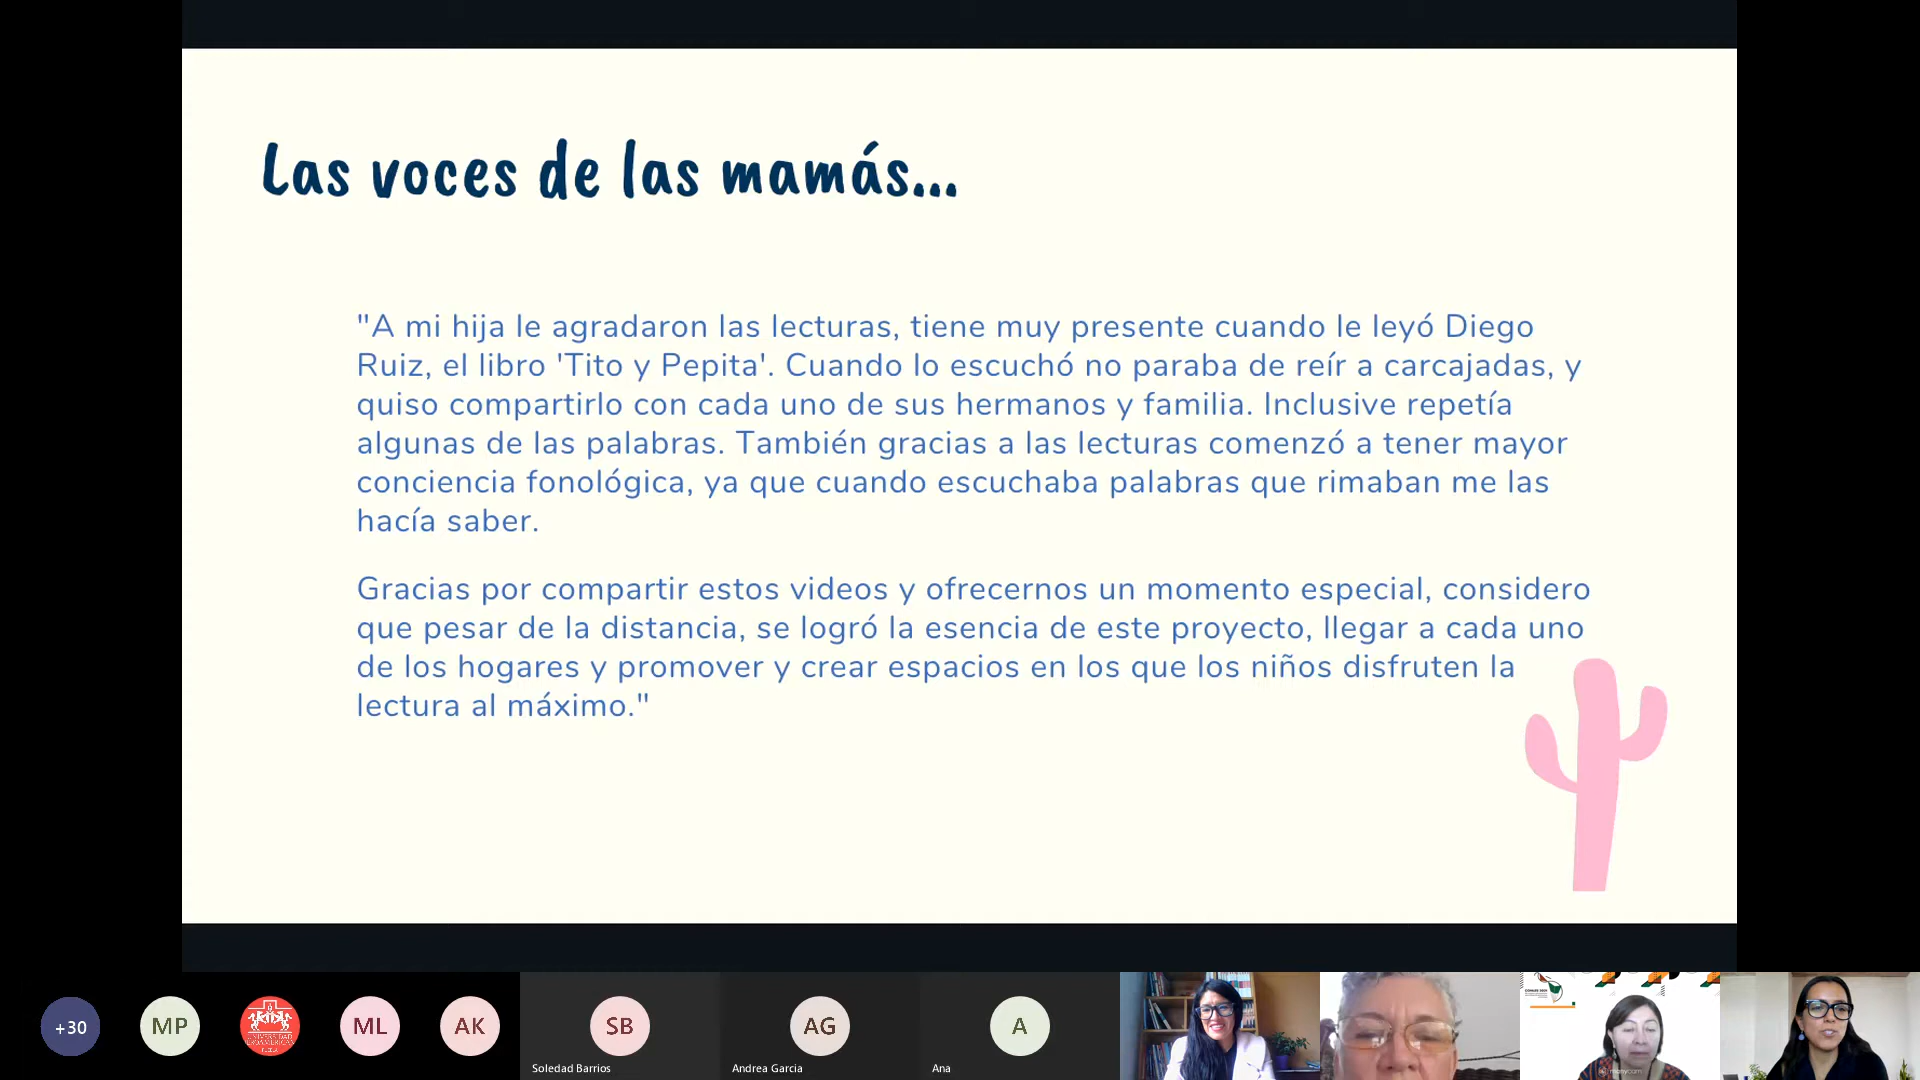 Las voces de las mamás...
"A mi hija le agradaron las lecturas, tiene muy presente cuando le leyó Diego
Ruiz, el libro 'Tito y Pepita'. Cuando lo escuchó no paraba de reír a carcajadas, y
quiso compartirlo con cada uno de sus hermanos y familia. Inclusive repetía
algunas de las palabras. También gracias a las lecturas comenzó a tener mayor
conciencia fonológica, ya que cuando escuchaba palabras que rimaban me las
hacía saber.
Gracias por compartir estos videos y ofrecernos un momento especial, considero
que pesar de la distancia, se logró la esencia de este proyecto, llegar a cada uno
de los hogares y promover y crear espacios en los que los niños disfruten la
lectura al máximo."
+30
MP
ML
AK
SB
AG
A
Soledad Barrios
Andrea Garcia
Ana